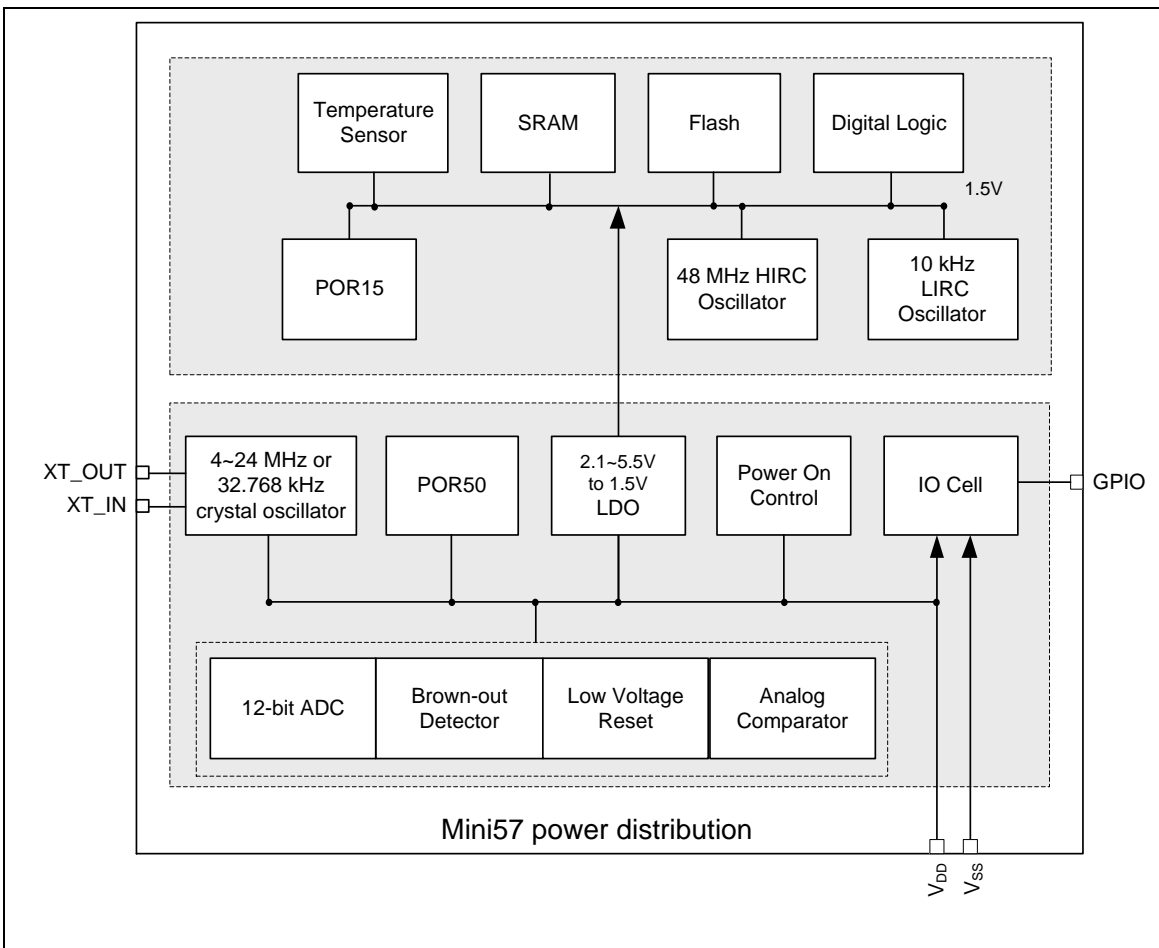 Temperature
Sensor
SRAM
Flash
Digital Logic
1.5V
POR15
48 MHz HIRC
Oscillator
10 kHz
LIRC
Oscillator
XT_OUT
XT_IN
4~24 MHz or
32.768 kHz
crystal oscillator
POR50
2.1~5.5V
to 1.5V
LDO
Power On
Control
IO Cell
GPIO
12-bit ADC
Brown-out
Detector
Low Voltage
Reset
Analog
Comparator
Mini57 power distribution
VDD
VSS